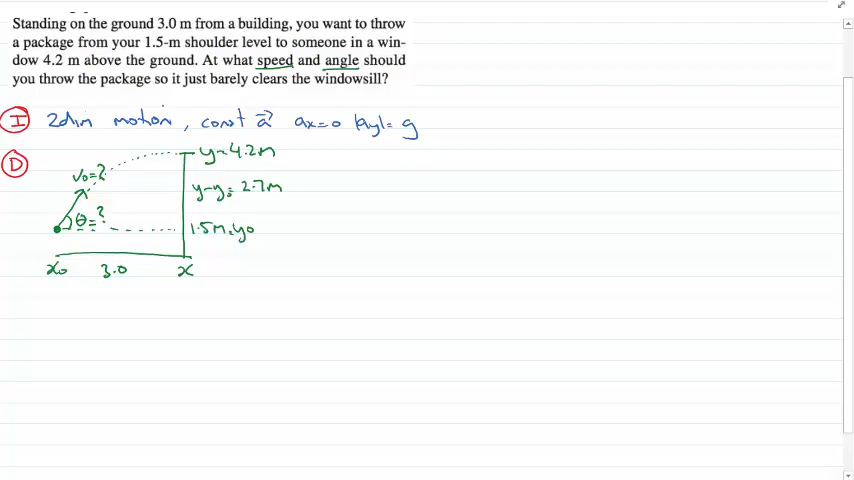 Standing on the ground 3.0 m from a building, you want to throw
a package from your 1.5-m shoulder level to someone in a win-
dow 4.2 m above the ground. At what speed and angle should
you throw the package so it just barely clears the windowsill?
I 2dim motion, const a⃗ ax=0 |ay|= g
D
y=4.2m
v₀=?
y-y₀= 2.7m
θ=?
1.5m=y₀
x₀ 3.0 x